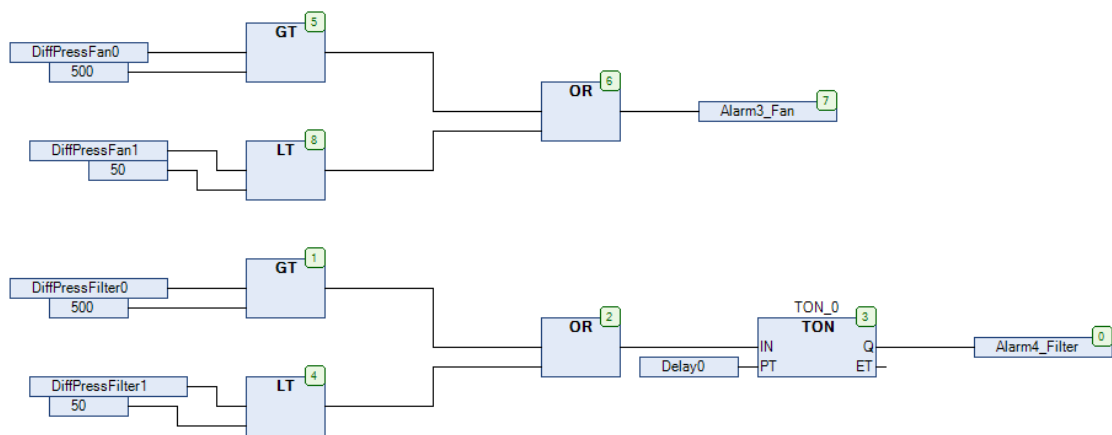 5
GT
DiffPressFan0
500
6
OR
7
Alarm3_Fan
8
LT
DiffPressFan1
50
1
GT
DiffPressFilter0
500
2
OR
TON_0
3
TON
IN Q
PT ET
Delay0
0
Alarm4_Filter
4
LT
DiffPressFilter1
50